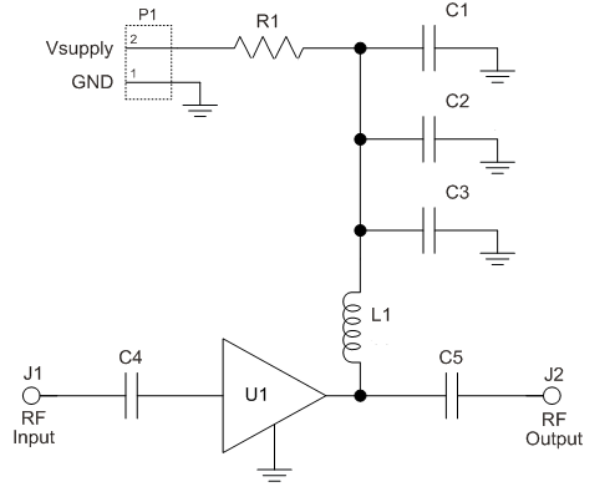 P1
C1
R1
Vsupply
2
GND
1
C2
C3
L1
J1
C4
U1
C5
J2
RF
Input
RF
Output